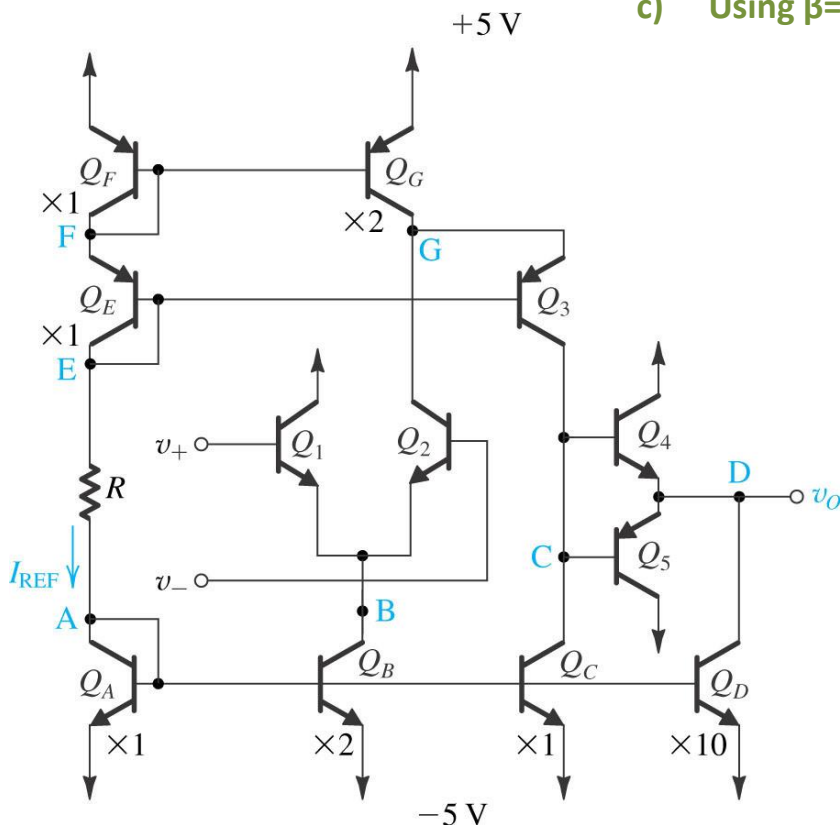 c) Using β=
+5 V
Q_F
×1
Q_G
×2
F
G
Q_E
×1
Q_3
E
v_+
Q_1
Q_2
Q_4
R
D
v_O
I_REF
v_−
C
Q_5
A
B
Q_A
×1
Q_B
×2
Q_C
×1
Q_D
×10
−5 V